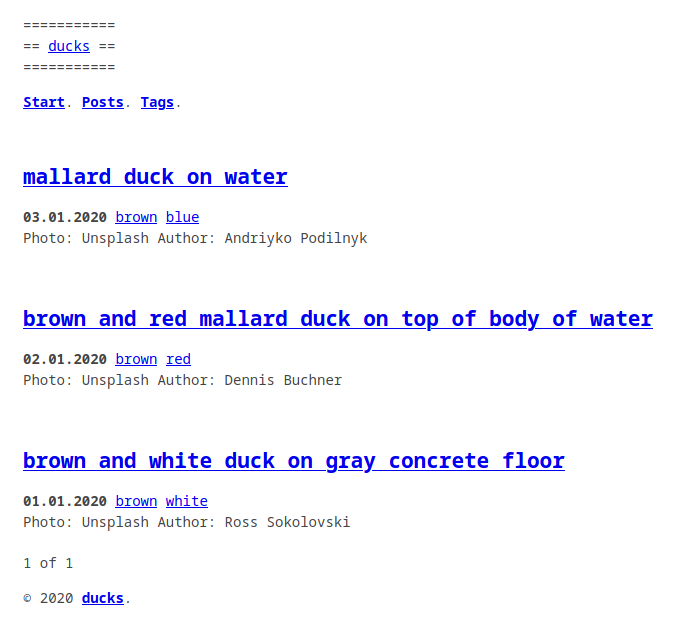 ===========
== ducks ==
===========
Start. Posts. Tags.
mallard duck on water
03.01.2020 brown blue
Photo: Unsplash Author: Andriyko Podilnyk
brown and red mallard duck on top of body of water
02.01.2020 brown red
Photo: Unsplash Author: Dennis Buchner
brown and white duck on gray concrete floor
01.01.2020 brown white
Photo: Unsplash Author: Ross Sokolovski
1 of 1
© 2020 ducks.